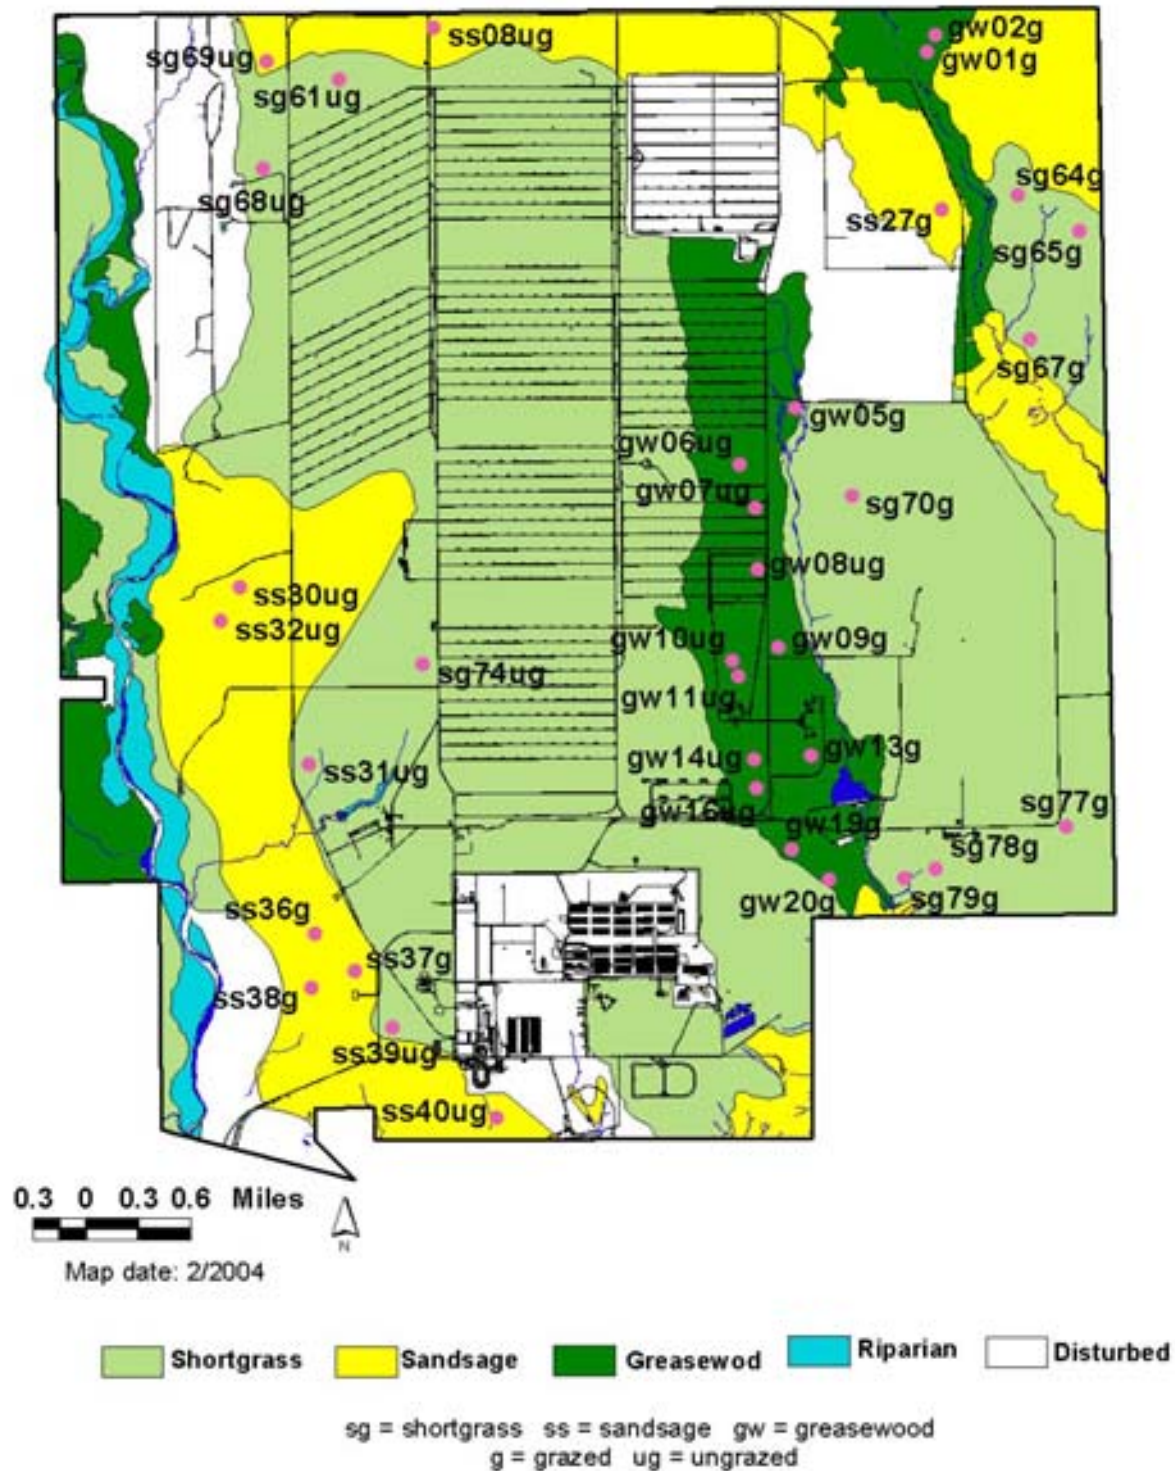 ss08ug
gw02g
gw01g
sg69ug
sg61ug
sg68ug
sg64g
ss27g
sg65g
sg67g
gw05g
gw06ug
gw07ug
sg70g
gw08ug
ss30ug
ss32ug
gw10ug
gw09g
sg74ug
gw11ug
gw14ug
gw13g
ss31ug
gw16ug
sg77g
gw19g
sg78g
gw20g
sg79g
ss36g
ss37g
ss38g
ss39ug
ss40ug
0.3 0 0.3 0.6 Miles
N
Map date: 2/2004
Shortgrass Sandsage Greasewod Riparian Disturbed
sg = shortgrass ss = sandsage gw = greasewood
g = grazed ug = ungrazed